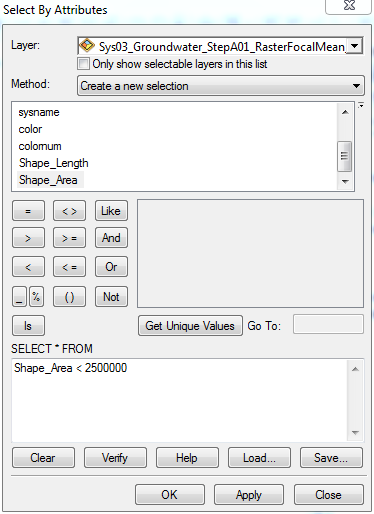 Select By Attributes
Layer: Sys03_Groundwater_StepA01_RasterFocalMean_
Only show selectable layers in this list
Method: Create a new selection
sysname
color
colornum
Shape_Length
Shape_Area
= < > Like
> > = And
< < = Or
_ % ( ) Not
Is Get Unique Values Go To:
SELECT * FROM
Shape_Area < 2500000
Clear Verify Help Load... Save...
OK Apply Close